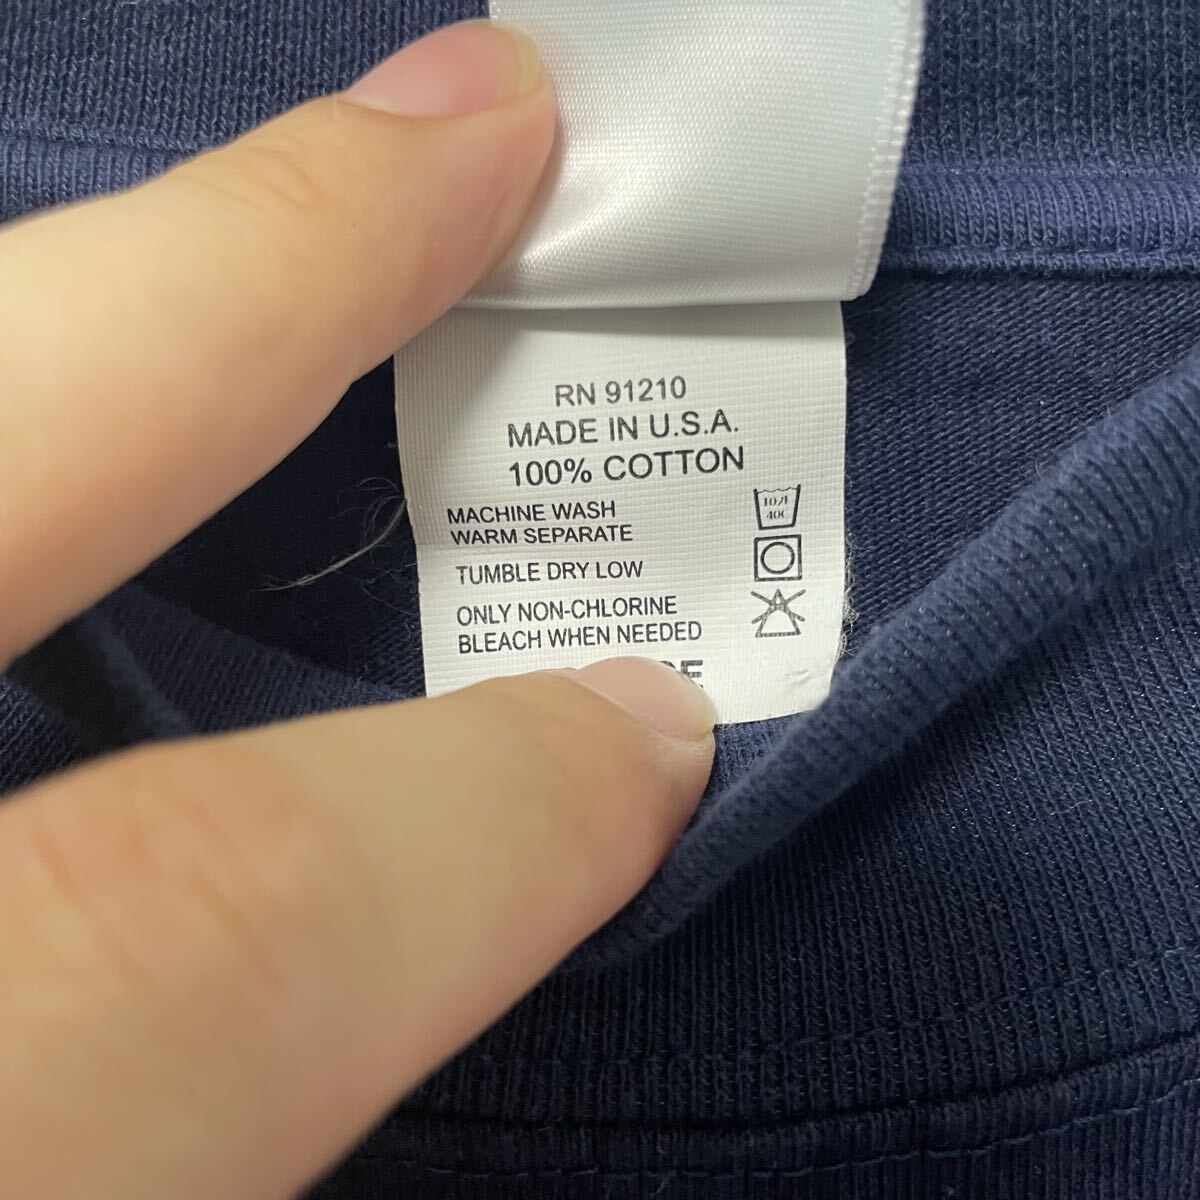 RN 91210
MADE IN U.S.A.
100% COTTON
MACHINE WASH
WARM SEPARATE
TUMBLE DRY LOW
ONLY NON-CHLORINE
BLEACH WHEN NEEDED